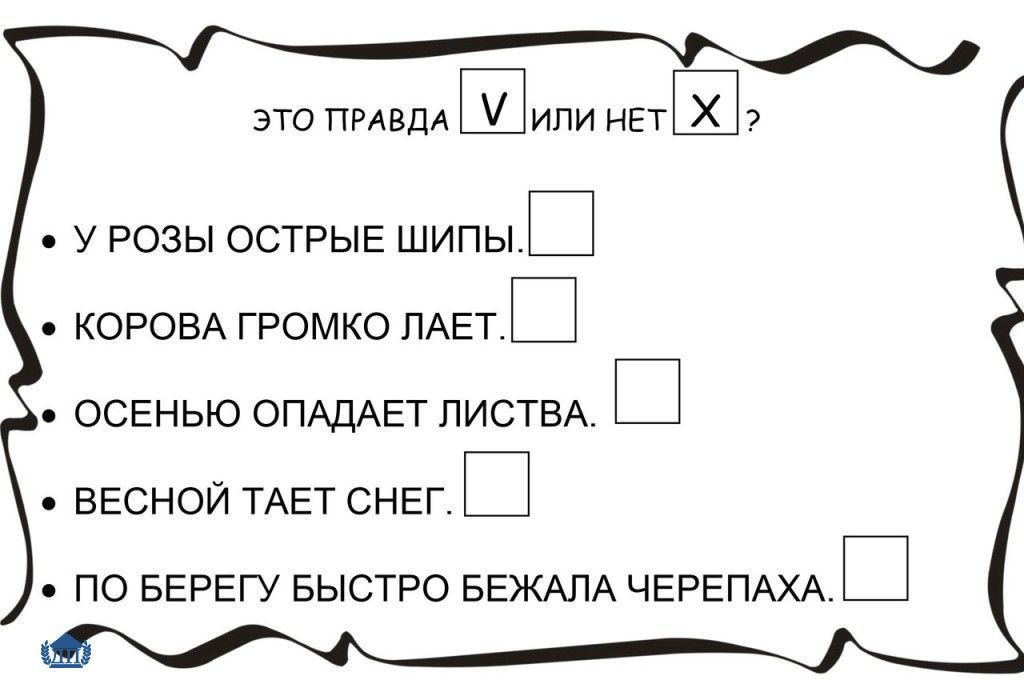 ЭТО ПРАВДА V ИЛИ НЕТ X ?
• У РОЗЫ ОСТРЫЕ ШИПЫ.
• КОРОВА ГРОМКО ЛАЕТ.
• ОСЕНЬЮ ОПАДАЕТ ЛИСТВА.
• ВЕСНОЙ ТАЕТ СНЕГ.
• ПО БЕРЕГУ БЫСТРО БЕЖАЛА ЧЕРЕПАХА.